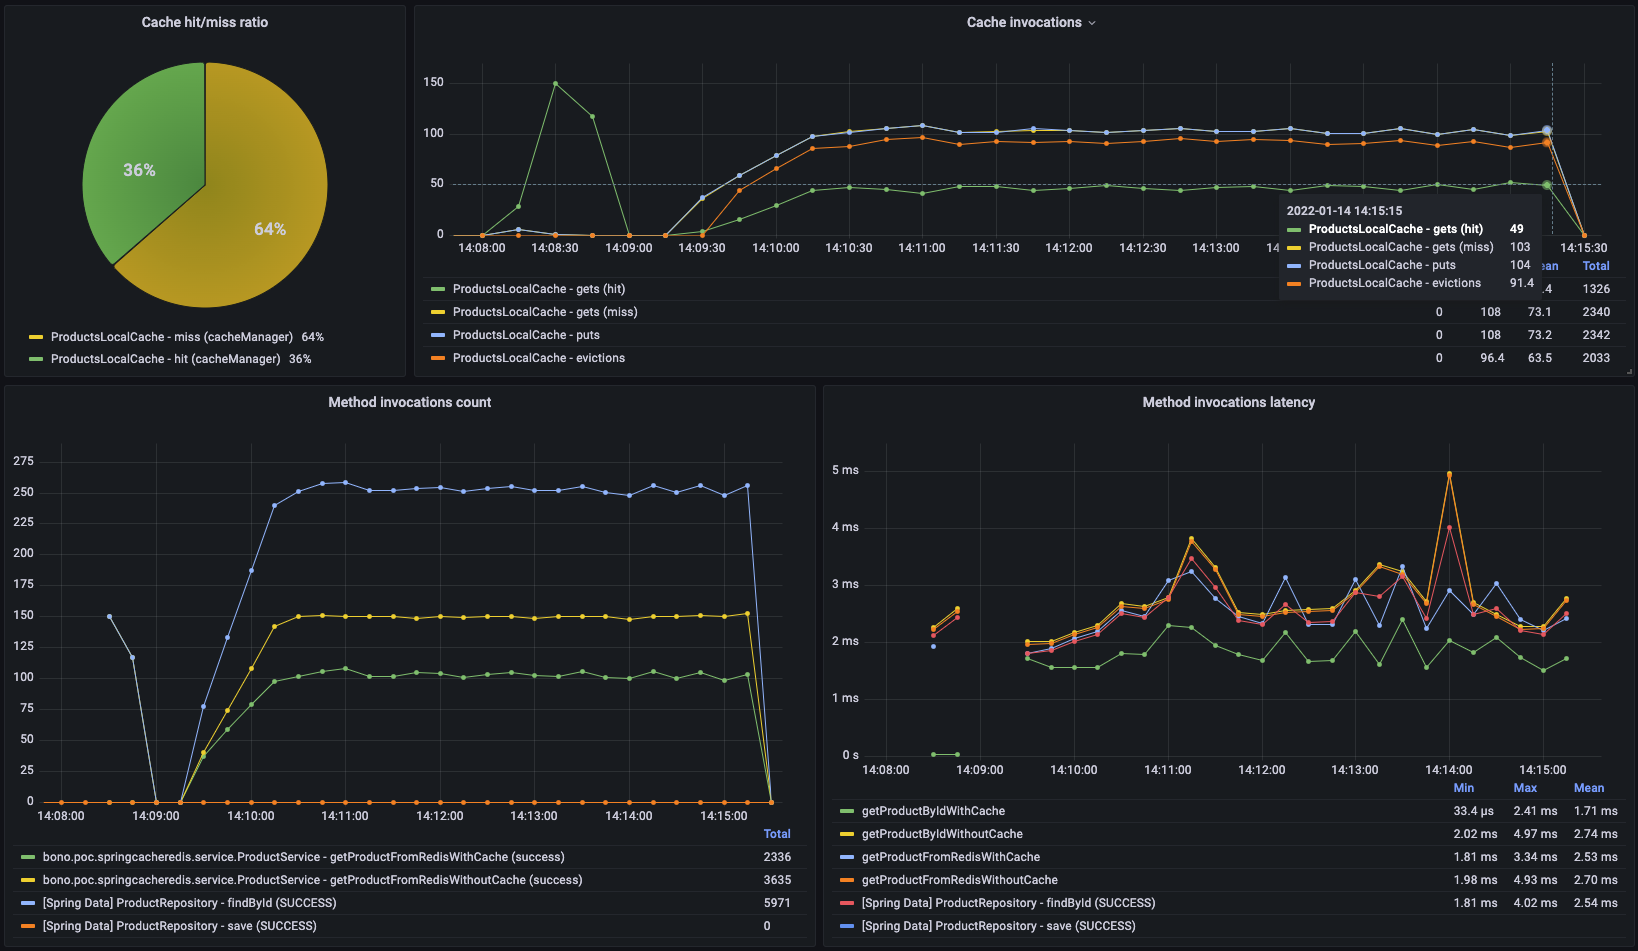 Cache hit/miss ratio
36%
64%
ProductsLocalCache - miss (cacheManager) 64%
ProductsLocalCache - hit (cacheManager) 36%
Cache invocations
150
100
50
0
14:08:00 14:08:30 14:09:00 14:09:30 14:10:00 14:10:30 14:11:00 14:11:30 14:12:00 14:12:30 14:13:00 14:15:30
2022-01-14 14:15:15
ProductsLocalCache - gets (hit) 49
ProductsLocalCache - gets (miss) 103
ProductsLocalCache - puts 104
ProductsLocalCache - evictions 91.4
Total
ProductsLocalCache - gets (hit) 1326
ProductsLocalCache - gets (miss) 0 108 73.1 2340
ProductsLocalCache - puts 0 108 73.2 2342
ProductsLocalCache - evictions 0 96.4 63.5 2033
Method invocations count
275
250
225
200
175
150
125
100
75
50
25
0
14:08:00 14:09:00 14:10:00 14:11:00 14:12:00 14:13:00 14:14:00 14:15:00
Total
bono.poc.springcacheredis.service.ProductService - getProductFromRedisWithCache (success) 2336
bono.poc.springcacheredis.service.ProductService - getProductFromRedisWithoutCache (success) 3635
[Spring Data] ProductRepository - findById (SUCCESS) 5971
[Spring Data] ProductRepository - save (SUCCESS) 0
Method invocations latency
5 ms
4 ms
3 ms
2 ms
1 ms
0 s
14:08:00 14:09:00 14:10:00 14:11:00 14:12:00 14:13:00 14:14:00 14:15:00
Min Max Mean
getProductByIdWithCache 33.4 µs 2.41 ms 1.71 ms
getProductByIdWithoutCache 2.02 ms 4.97 ms 2.74 ms
getProductFromRedisWithCache 1.81 ms 3.34 ms 2.53 ms
getProductFromRedisWithoutCache 1.98 ms 4.93 ms 2.70 ms
[Spring Data] ProductRepository - findById (SUCCESS) 1.81 ms 4.02 ms 2.54 ms
[Spring Data] ProductRepository - save (SUCCESS)